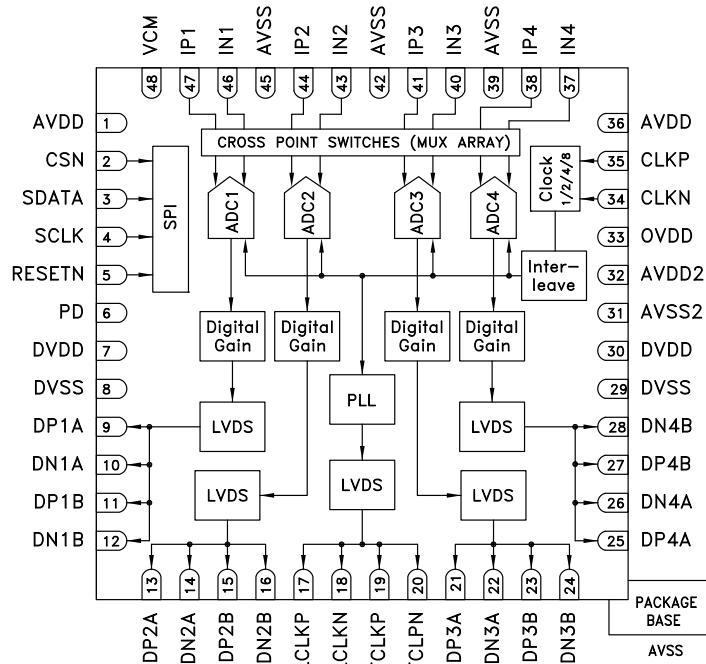 VCM IP1 IN1 AVSS IP2 IN2 AVSS IP3 IN3 AVSS IP4 IN4
48 47 46 45 44 43 42 41 40 39 38 37
AVDD 1
CSN 2
SDATA 3
SCLK 4
RESETN 5
PD 6
DVDD 7
DVSS 8
DP1A 9
DN1A 10
DP1B 11
DN1B 12
CROSS POINT SWITCHES (MUX ARRAY)
SPI
ADC1 ADC2 ADC3 ADC4
Clock
1/2/4/8
Inter-
leave
Digital
Gain
Digital
Gain
Digital
Gain
Digital
Gain
PLL
LVDS
LVDS
LVDS
LVDS
LVDS
36 AVDD
35 CLKP
34 CLKN
33 OVDD
32 AVDD2
31 AVSS2
30 DVDD
29 DVSS
28 DN4B
27 DP4B
26 DN4A
25 DP4A
13 14 15 16 17 18 19 20 21 22 23 24
DP2A DN2A DP2B DN2B DP3A DN3A DP3B DN3B
PACKAGE
BASE
AVSS